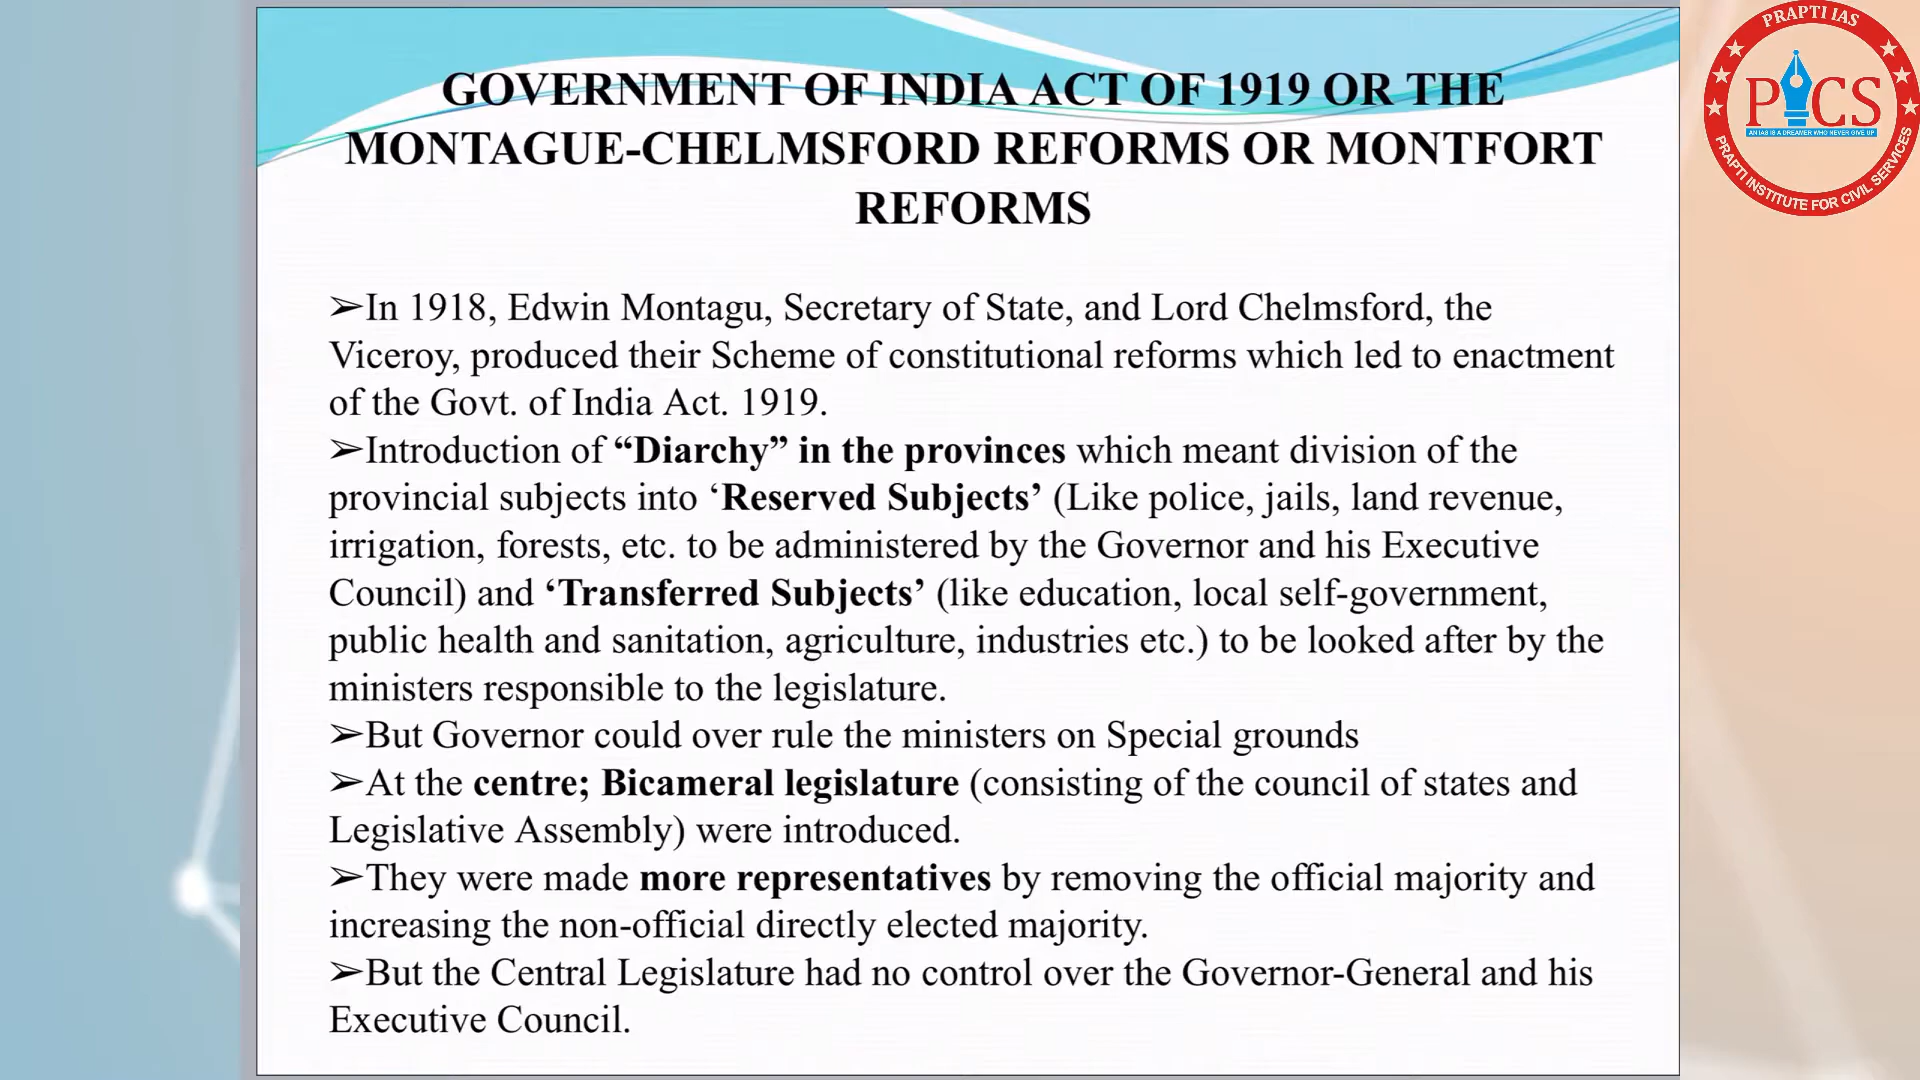 GOVERNMENT OF INDIA ACT OF 1919 OR THE
MONTAGUE-CHELMSFORD REFORMS OR MONTFORT
REFORMS
➢In 1918, Edwin Montagu, Secretary of State, and Lord Chelmsford, the
Viceroy, produced their Scheme of constitutional reforms which led to enactment
of the Govt. of India Act. 1919.
➢Introduction of “Diarchy” in the provinces which meant division of the
provincial subjects into ‘Reserved Subjects’ (Like police, jails, land revenue,
irrigation, forests, etc. to be administered by the Governor and his Executive
Council) and ‘Transferred Subjects’ (like education, local self-government,
public health and sanitation, agriculture, industries etc.) to be looked after by the
ministers responsible to the legislature.
➢But Governor could over rule the ministers on Special grounds
➢At the centre; Bicameral legislature (consisting of the council of states and
Legislative Assembly) were introduced.
➢They were made more representatives by removing the official majority and
increasing the non-official directly elected majority.
➢But the Central Legislature had no control over the Governor-General and his
Executive Council.
PRAPTI IAS
PICS
AN IAS IS A DREAMER WHO NEVER GIVE UP
PRAPTI INSTITUTE FOR CIVIL SERVICES